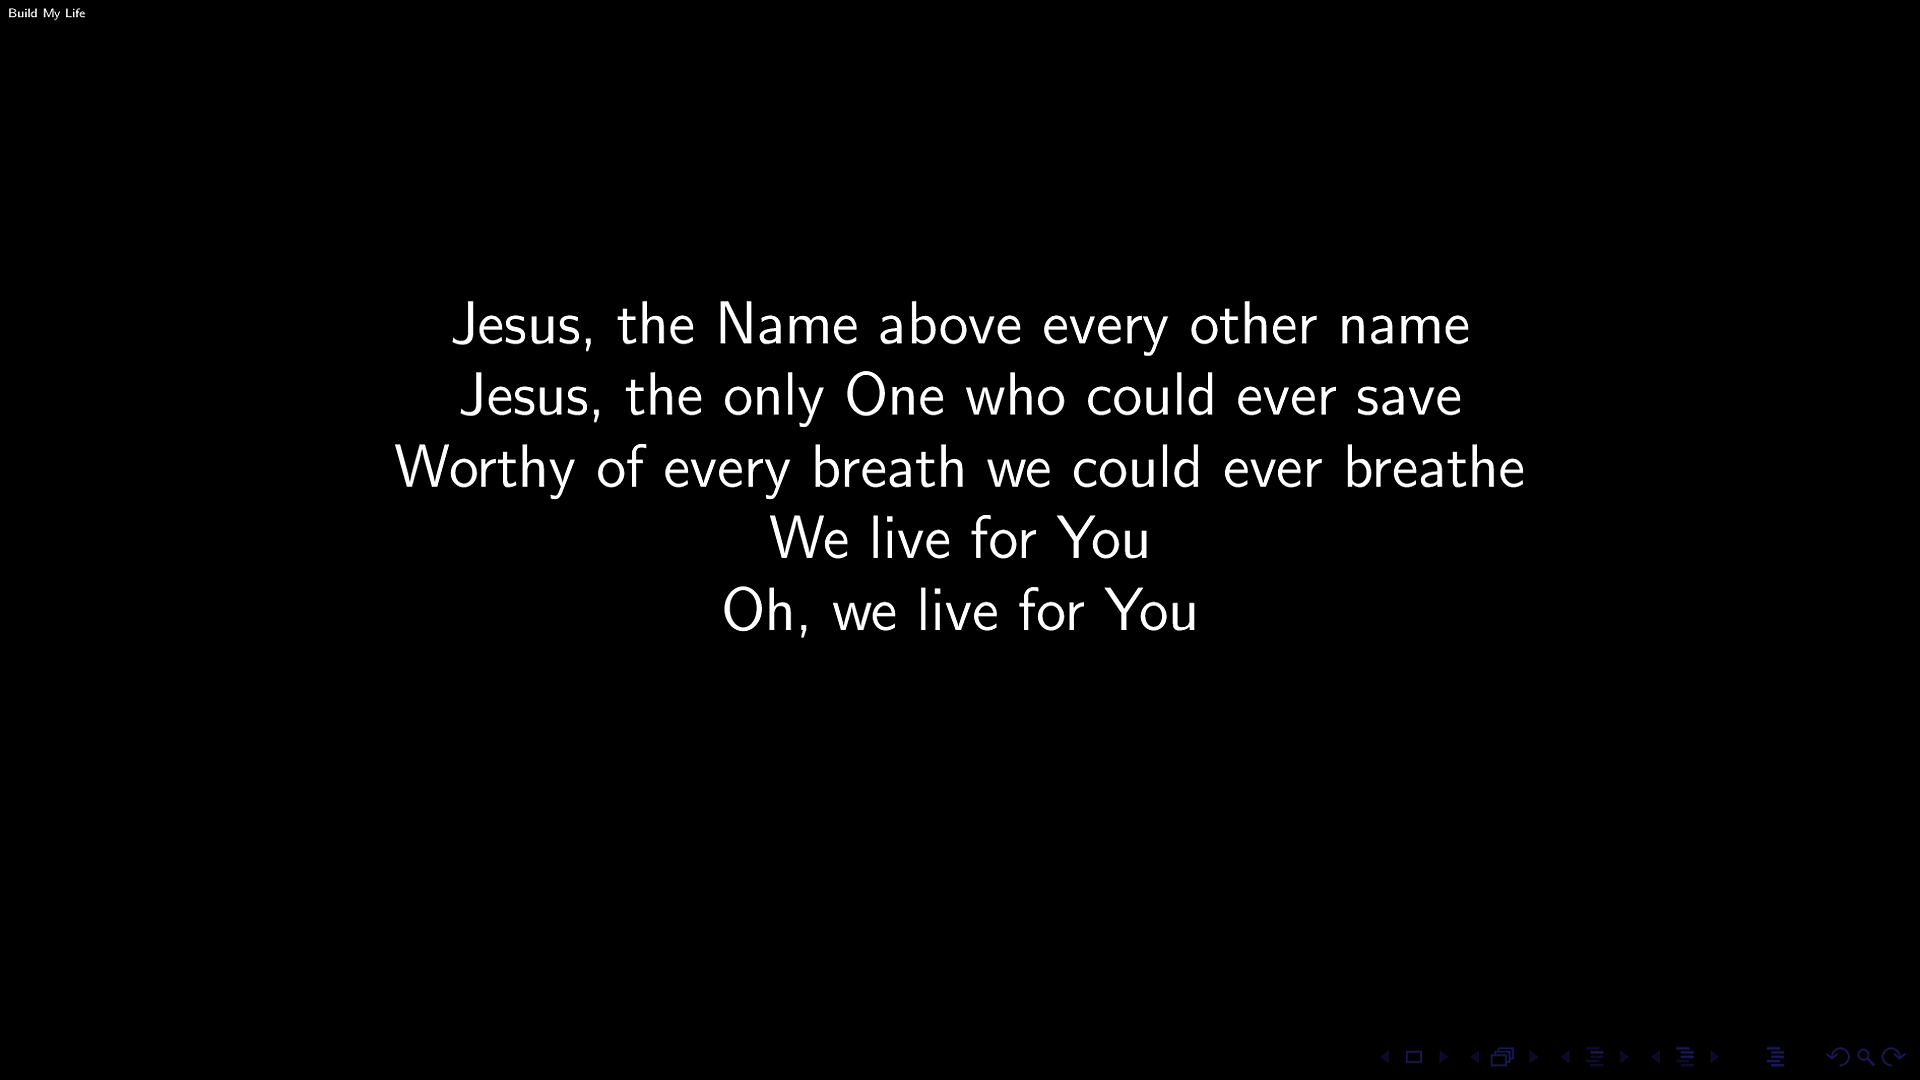 Build My Life
Jesus, the Name above every other name
Jesus, the only One who could ever save
Worthy of every breath we could ever breathe
We live for You
Oh, we live for You